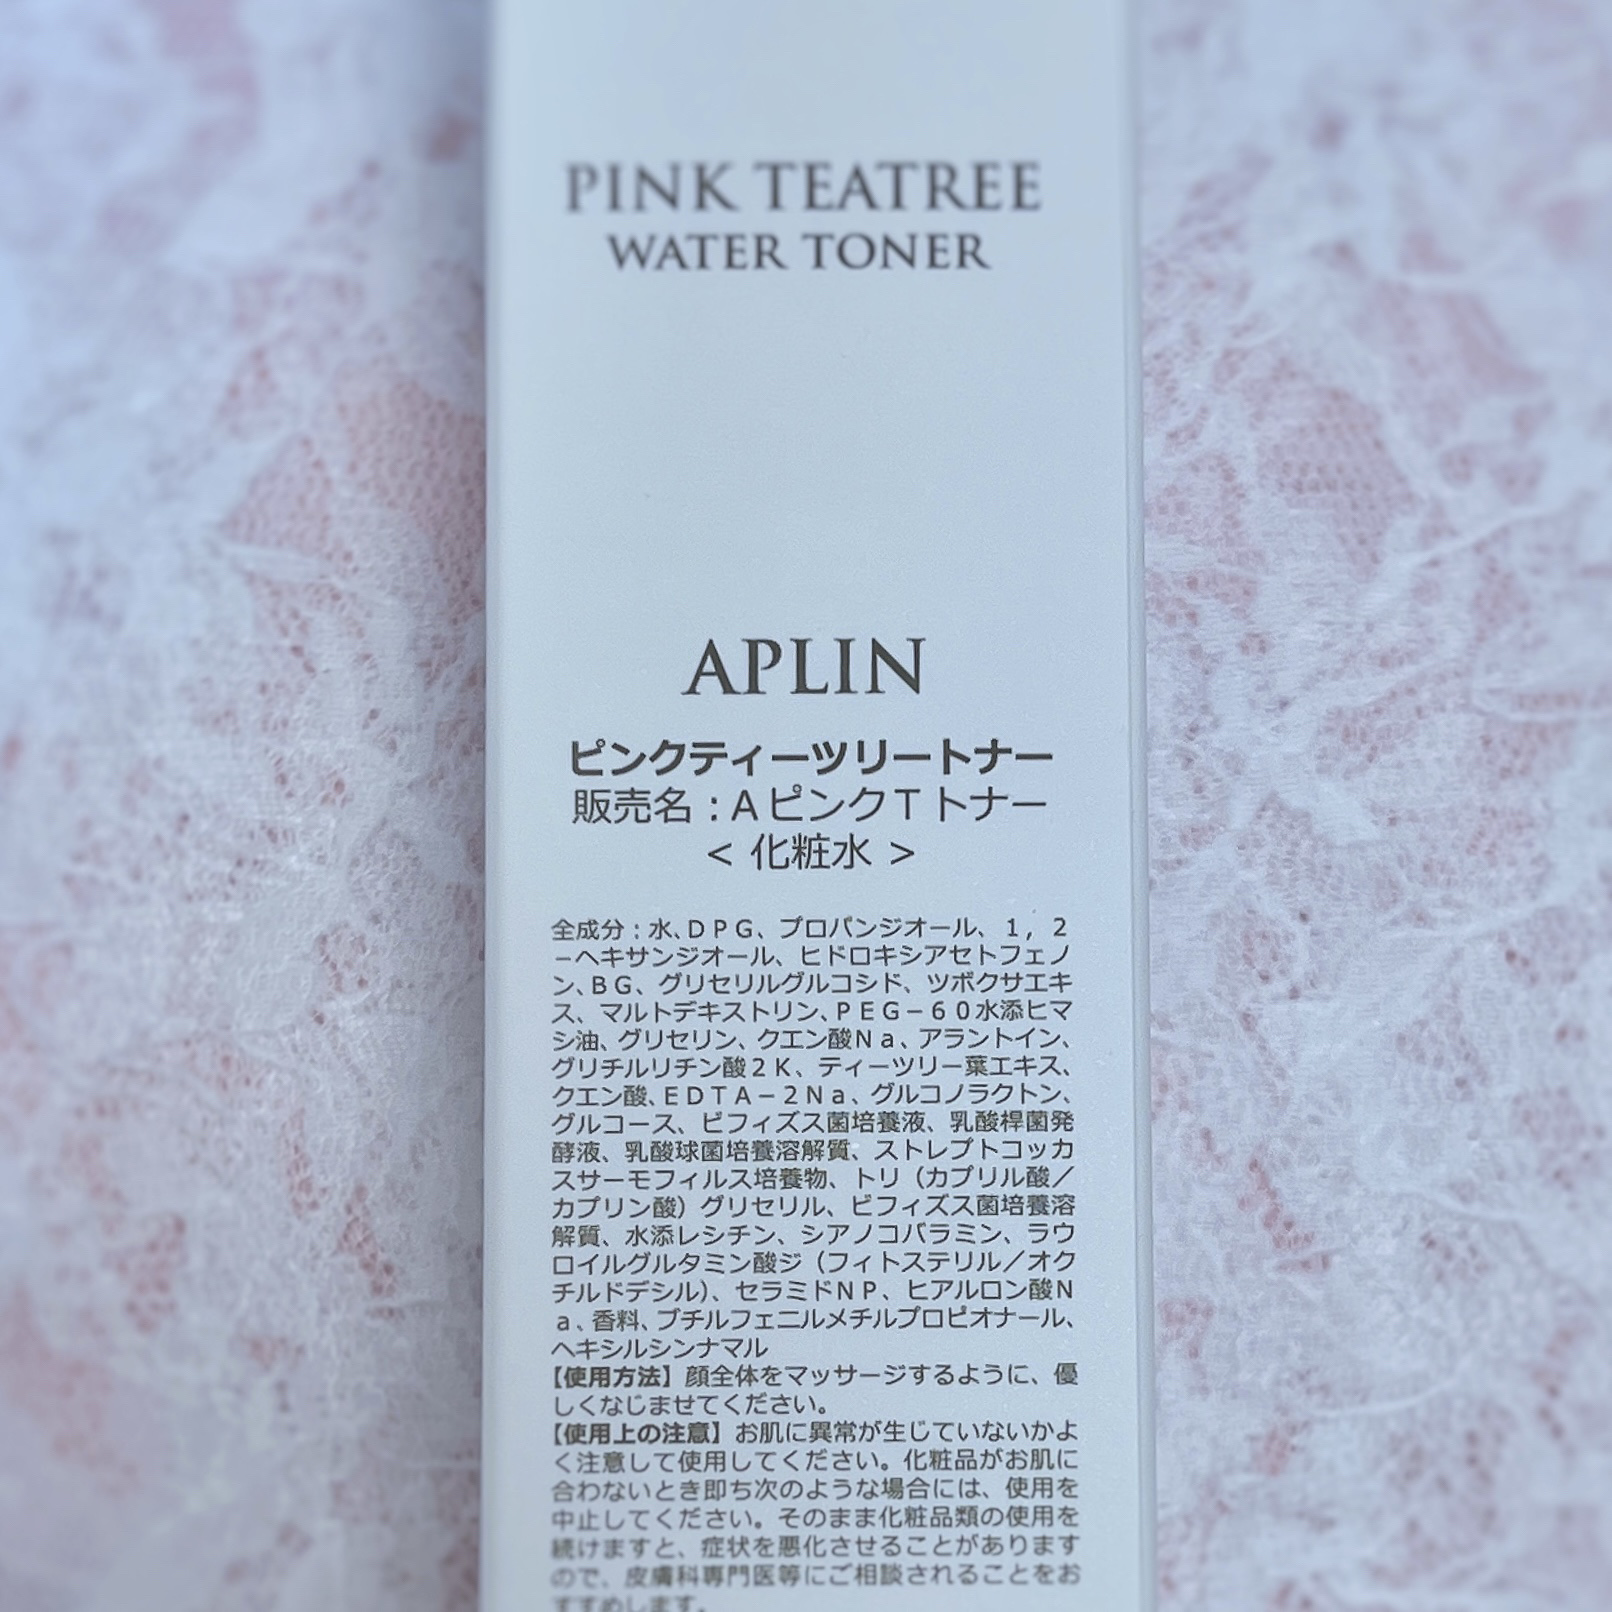 PINK TEATREE
WATER TONER
APLIN
ピンクティーツリートナー
販売名：AピンクTトナー
< 化粧水 >
全成分：水、DPG、プロパンジオール、1，2
－ヘキサンジオール、ヒドロキシアセトフェノ
ン、BG、グリセリルグルコシド、ツボクサエキ
ス、マルトデキストリン、PEG－60水添ヒマ
シ油、グリセリン、クエン酸Na、アラントイン、
グリチルリチン酸2K、ティーツリー葉エキス、
クエン酸、EDTA－2Na、グルコノラクトン、
グルコース、ビフィズス菌培養液、乳酸桿菌発
酵液、乳酸球菌培養溶解質、ストレプトコッカ
スサーモフィルス培養物、トリ（カプリル酸／
カプリン酸）グリセリル、ビフィズス菌培養溶
解質、水添レシチン、シアノコバラミン、ラウ
ロイルグルタミン酸ジ（フィトステリル／オク
チルドデシル）、セラミドNP、ヒアルロン酸N
a、香料、ブチルフェニルメチルプロピオナール、
ヘキシルシンナマル
【使用方法】顔全体をマッサージするように、優
しくなじませてください。
【使用上の注意】お肌に異常が生じていないかよ
く注意して使用してください。化粧品がお肌に
合わないとき即ち次のような場合には、使用を
中止してください。そのまま化粧品類の使用を
続けますと、症状を悪化させることがあります
ので、皮膚科専門医等にご相談されることをお
すすめします。